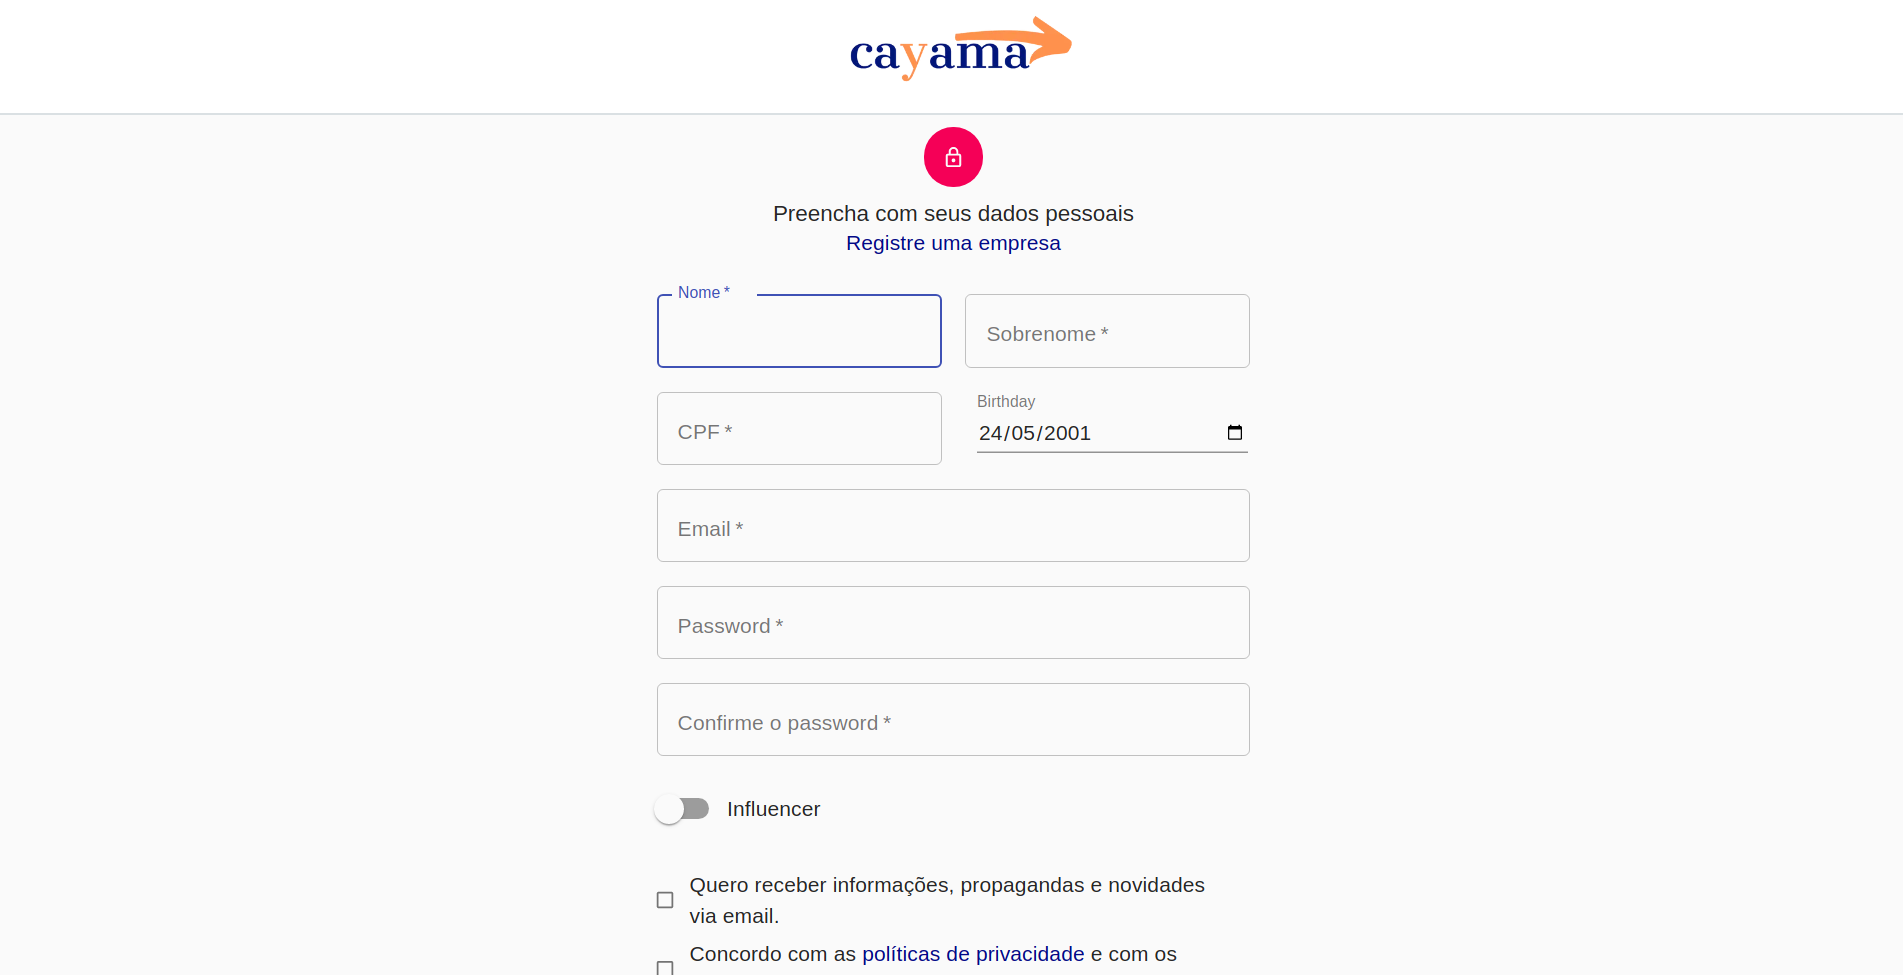 cayama
Preencha com seus dados pessoais
Registre uma empresa
Nome *
Sobrenome *
CPF *
Birthday
24/05/2001
Email *
Password *
Confirme o password *
Influencer
Quero receber informações, propagandas e novidades
via email.
Concordo com as políticas de privacidade e com os